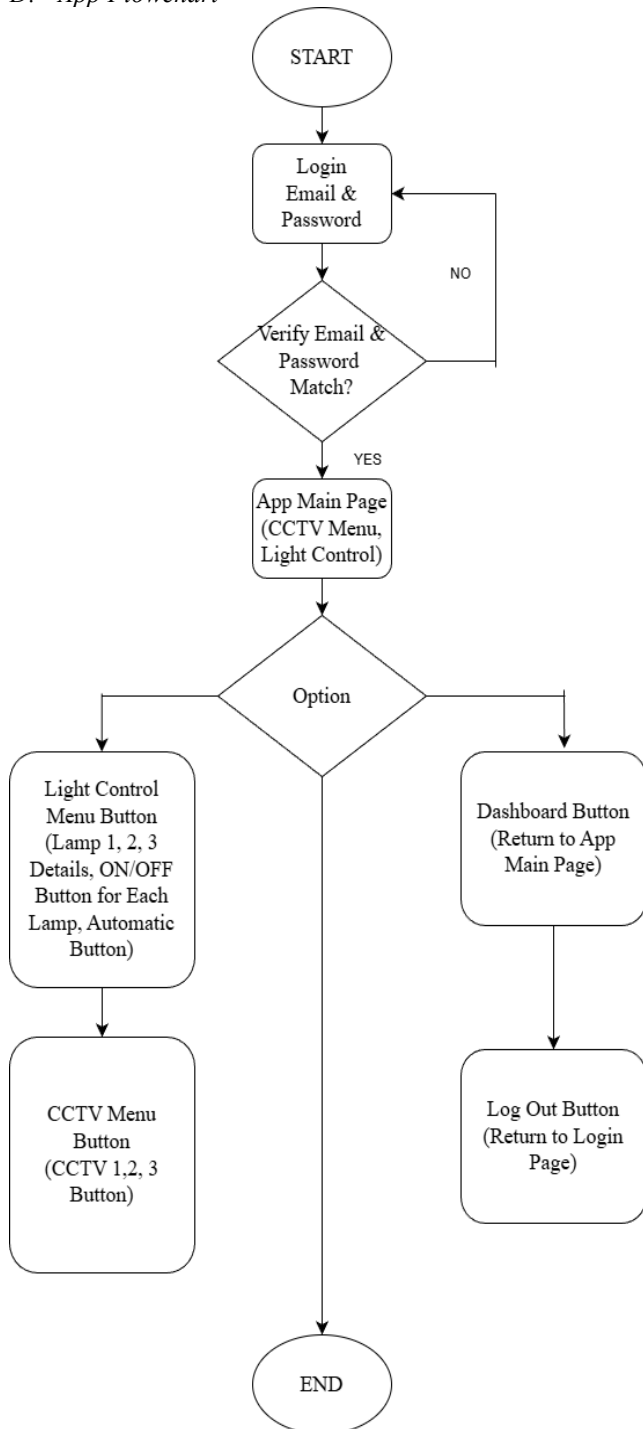 D. App Flowchart
START
Login
Email &
Password
NO
Verify Email &
Password
Match?
YES
App Main Page
(CCTV Menu,
Light Control)
Option
Light Control
Menu Button
(Lamp 1, 2, 3
Details, ON/OFF
Button for Each
Lamp, Automatic
Button)
Dashboard Button
(Return to App
Main Page)
CCTV Menu
Button
(CCTV 1,2, 3
Button)
Log Out Button
(Return to Login
Page)
END